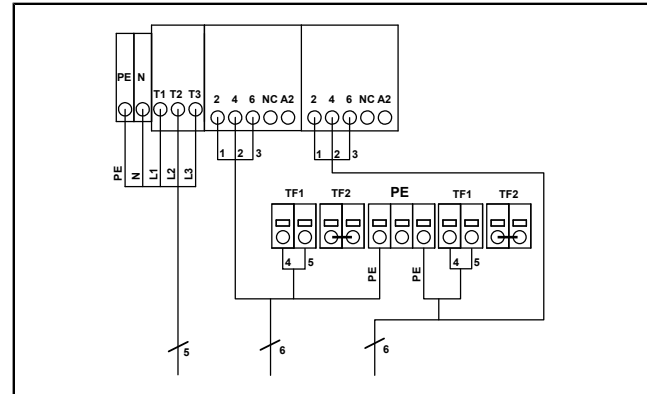 PE N T1 T2 T3
2 4 6 NC A2
2 4 6 NC A2
1 2 3
1 2 3
PE N L1 L2 L3
TF1 TF2 PE TF1 TF2
4 5
4 5
PE PE
5 6 6